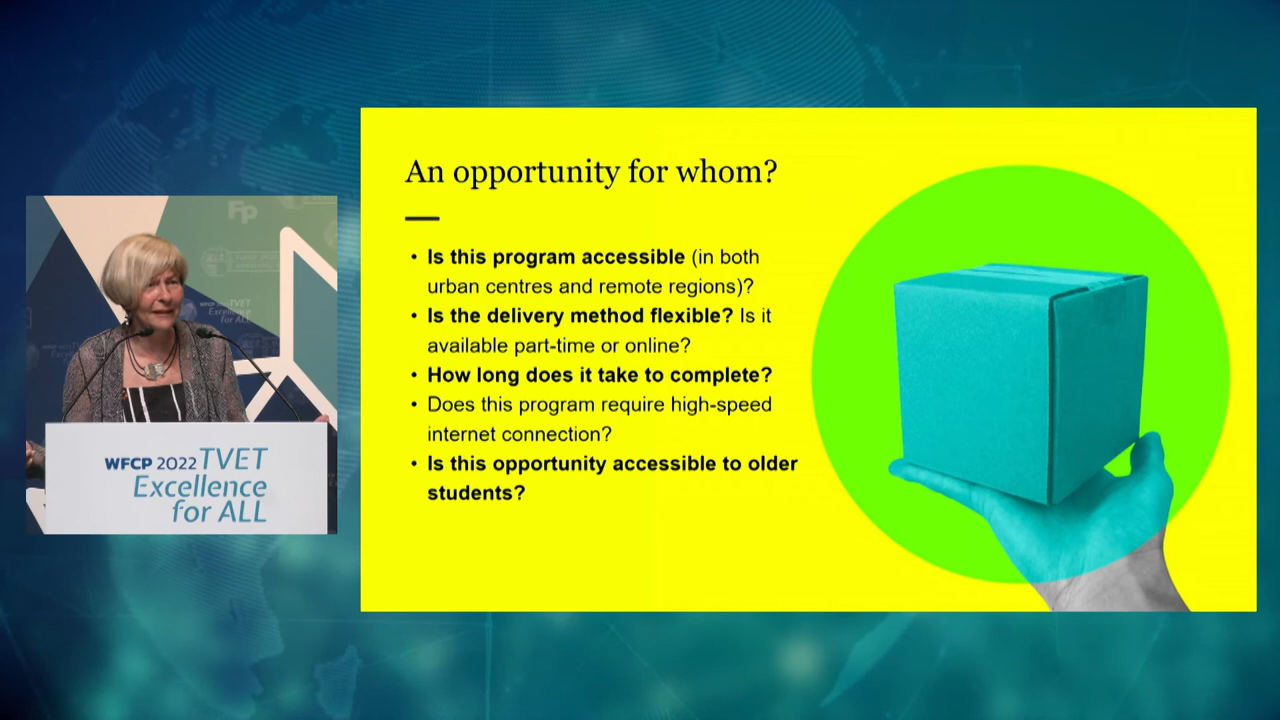 An opportunity for whom?
• Is this program accessible (in both
urban centres and remote regions)?
• Is the delivery method flexible? Is it
available part-time or online?
• How long does it take to complete?
• Does this program require high-speed
internet connection?
• Is this opportunity accessible to older
students?
Fp
WFCP 2022 TVET
Excellence
for ALL